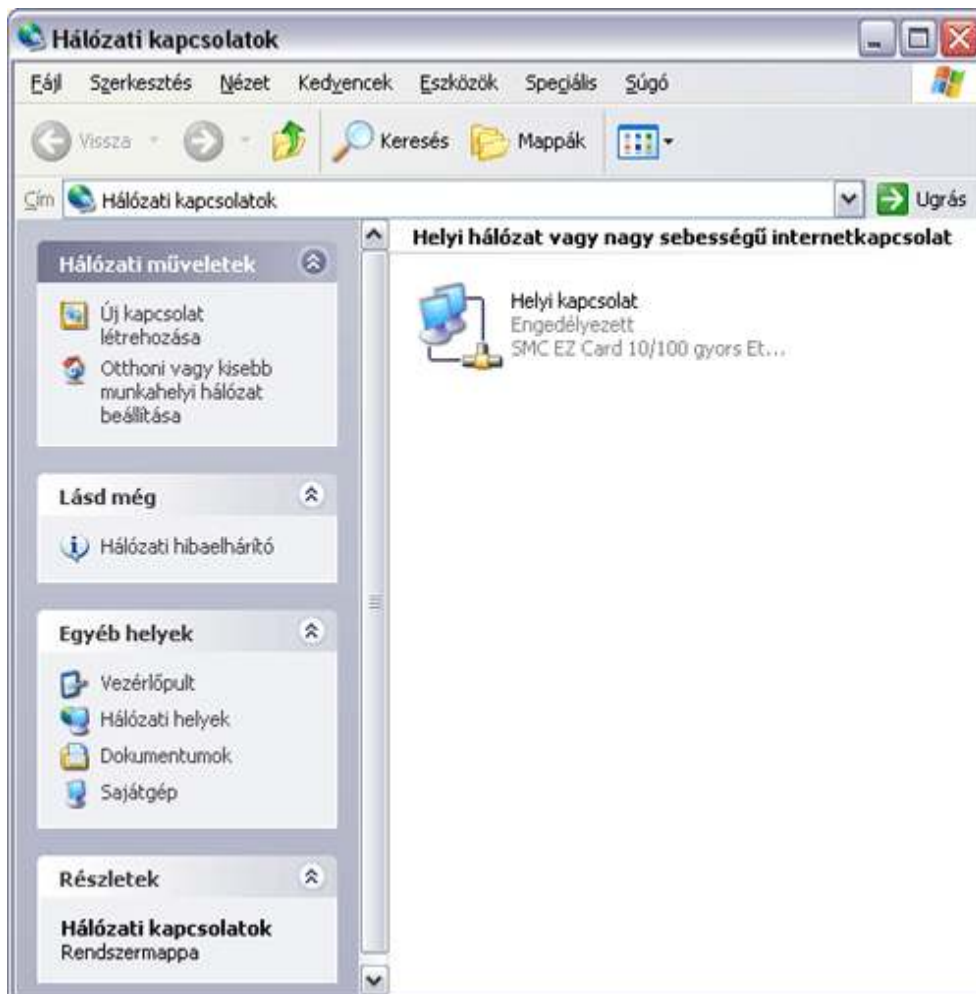 Hálózati kapcsolatok
Fájl Szerkesztés Nézet Kedvencek Eszközök Speciális Súgó
Vissza Keresés Mappák
Cím Hálózati kapcsolatok Ugrás
Hálózati műveletek
Új kapcsolat
létrehozása
Otthoni vagy kisebb
munkahelyi hálózat
beállítása
Lásd még
Hálózati hibaelhárító
Egyéb helyek
Vezérlőpult
Hálózati helyek
Dokumentumok
Sajátgép
Részletek
Hálózati kapcsolatok
Rendszermappa
Helyi hálózat vagy nagy sebességű internetkapcsolat
Helyi kapcsolat
Engedélyezett
SMC EZ Card 10/100 gyors Et...